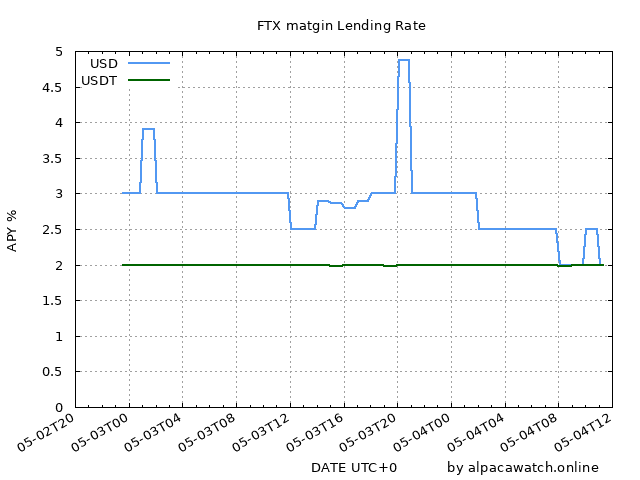 FTX matgin Lending Rate
USD
USDT
5
4.5
4
3.5
3
2.5
2
1.5
1
0.5
0
APY %
05-02T20
05-03T00
05-03T04
05-03T08
05-03T12
05-03T16
05-03T20
05-04T00
05-04T04
05-04T08
05-04T12
DATE UTC+0
by alpacawatch.online